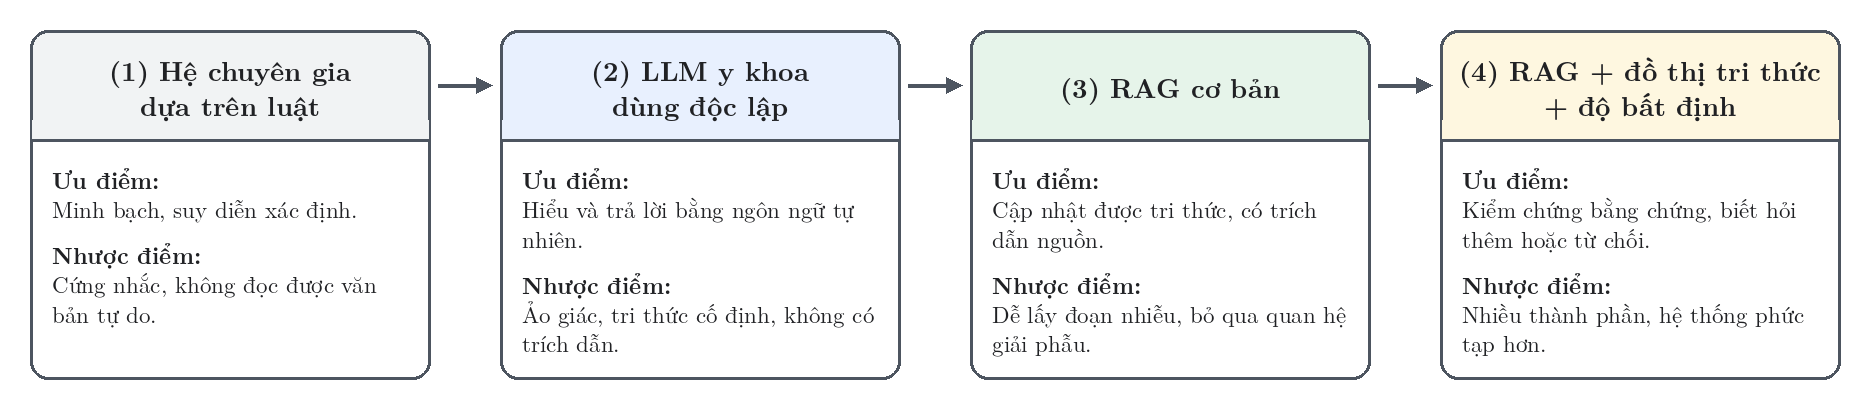 (1) Hệ chuyên gia
dựa trên luật
Ưu điểm:
Minh bạch, suy diễn xác định.
Nhược điểm:
Cứng nhắc, không đọc được văn
bản tự do.
(2) LLM y khoa
dùng độc lập
Ưu điểm:
Hiểu và trả lời bằng ngôn ngữ tự
nhiên.
Nhược điểm:
Ảo giác, tri thức cố định, không có
trích dẫn.
(3) RAG cơ bản
Ưu điểm:
Cập nhật được tri thức, có trích
dẫn nguồn.
Nhược điểm:
Dễ lấy đoạn nhiễu, bỏ qua quan hệ
giải phẫu.
(4) RAG + đồ thị tri thức
+ độ bất định
Ưu điểm:
Kiểm chứng bằng chứng, biết hỏi
thêm hoặc từ chối.
Nhược điểm:
Nhiều thành phần, hệ thống phức
tạp hơn.